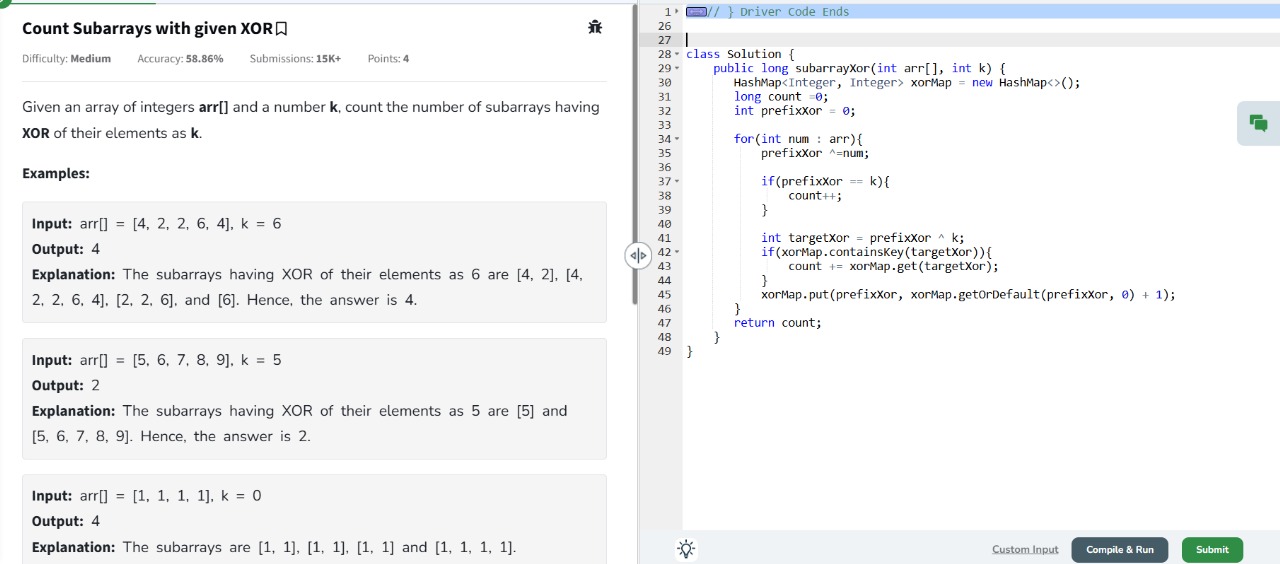 Count Subarrays with given XOR
Difficulty: Medium Accuracy: 58.86% Submissions: 15K+ Points: 4
Given an array of integers arr[] and a number k, count the number of subarrays having
XOR of their elements as k.
Examples:
Input: arr[] = [4, 2, 2, 6, 4], k = 6
Output: 4
Explanation: The subarrays having XOR of their elements as 6 are [4, 2], [4,
2, 2, 6, 4], [2, 2, 6], and [6]. Hence, the answer is 4.
Input: arr[] = [5, 6, 7, 8, 9], k = 5
Output: 2
Explanation: The subarrays having XOR of their elements as 5 are [5] and
[5, 6, 7, 8, 9]. Hence, the answer is 2.
Input: arr[] = [1, 1, 1, 1], k = 0
Output: 4
Explanation: The subarrays are [1, 1], [1, 1], [1, 1] and [1, 1, 1, 1].
1 // } Driver Code Ends
26
27
28 class Solution {
29 public long subarrayXor(int arr[], int k) {
30 HashMap<Integer, Integer> xorMap = new HashMap<>();
31 long count =0;
32 int prefixXor = 0;
33
34 for(int num : arr){
35 prefixXor ^=num;
36
37 if(prefixXor == k){
38 count++;
39 }
40
41 int targetXor = prefixXor ^ k;
42 if(xorMap.containsKey(targetXor)){
43 count += xorMap.get(targetXor);
44 }
45 xorMap.put(prefixXor, xorMap.getOrDefault(prefixXor, 0) + 1);
46 }
47 return count;
48 }
49 }
Custom Input Compile & Run Submit